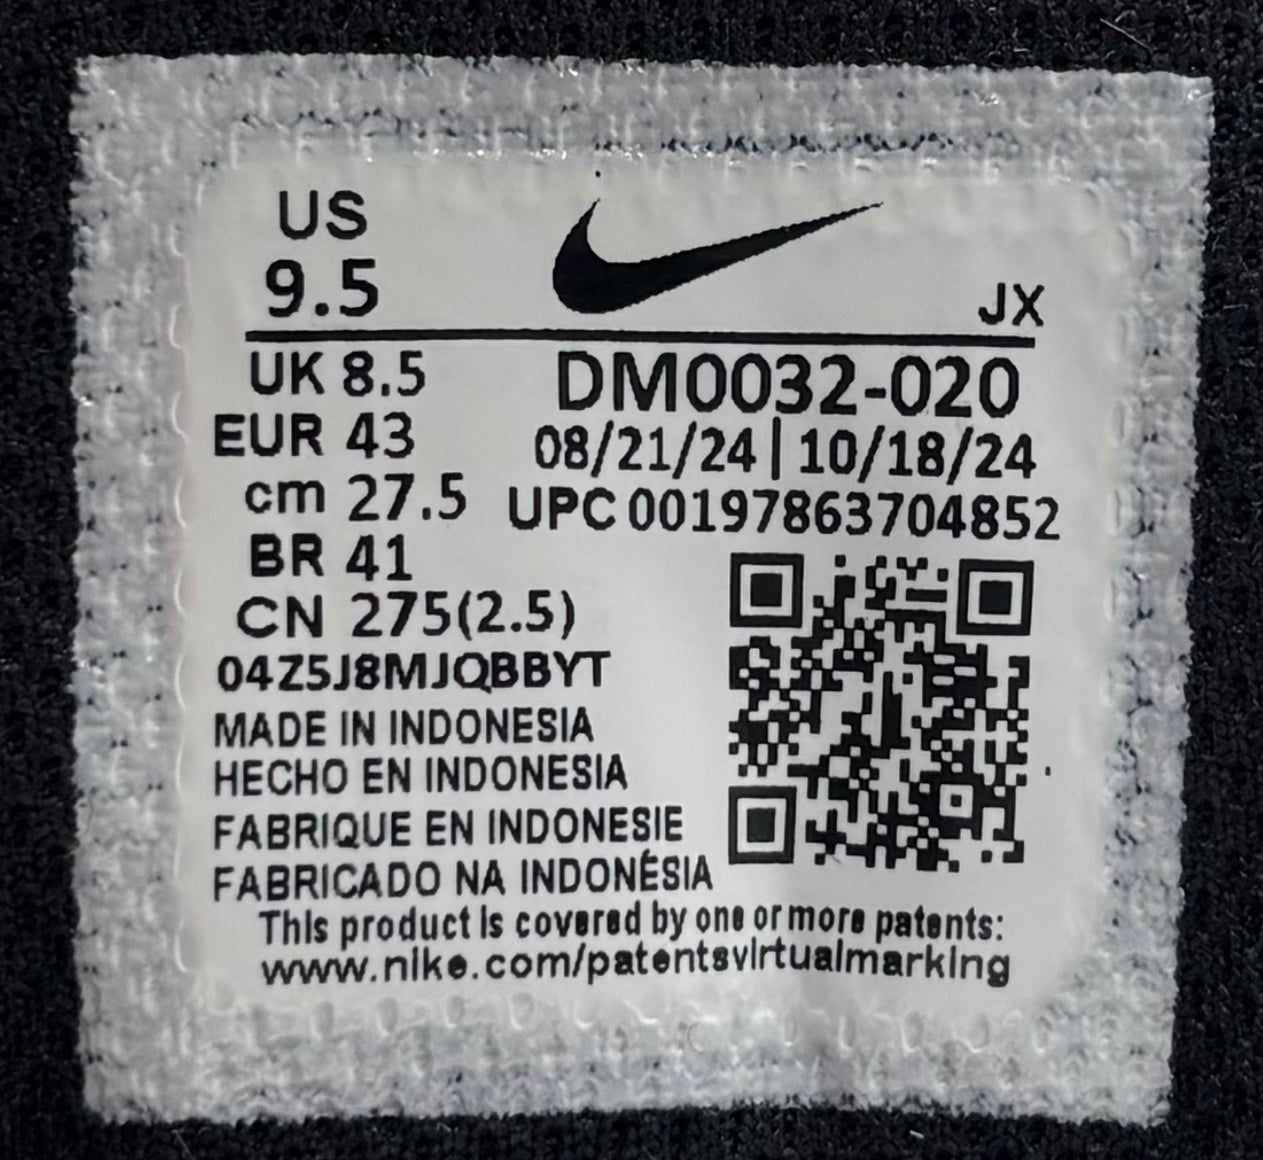 US
9.5
JX
UK 8.5
DM0032-020
EUR 43
08/21/24|10/18/24
cm 27.5
UPC 00197863704852
BR 41
CN 275(2.5)
04Z5J8MJQBBYT
MADE IN INDONESIA
HECHO EN INDONESIA
FABRIQUE EN INDONESIE
FABRICADO NA INDONÉSIA
This product is covered by one or more patents:
www.nike.com/patentsvirtualmarking